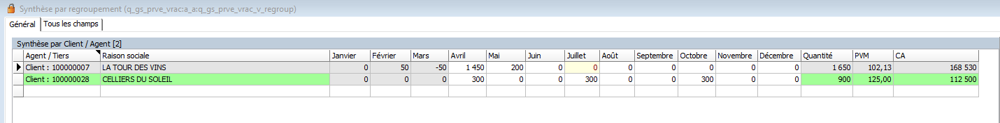 Synthèse par regroupement (q_gs_prve_vrac:a_a:q_gs_prve_vrac_v_regroup)
Général Tous les champs
Synthèse par Client / Agent [2]
Agent / Tiers Raison sociale Janvier Février Mars Avril Mai Juin Juillet Août Septembre Octobre Novembre Décembre Quantité PVM CA
Client : 100000007 LA TOUR DES VINS 0 50 -50 1 450 200 0 0 0 0 0 0 0 1 650 102,13 168 530
Client : 100000028 CELLIERS DU SOLEIL 0 0 0 300 0 0 300 0 0 300 0 0 900 125,00 112 500